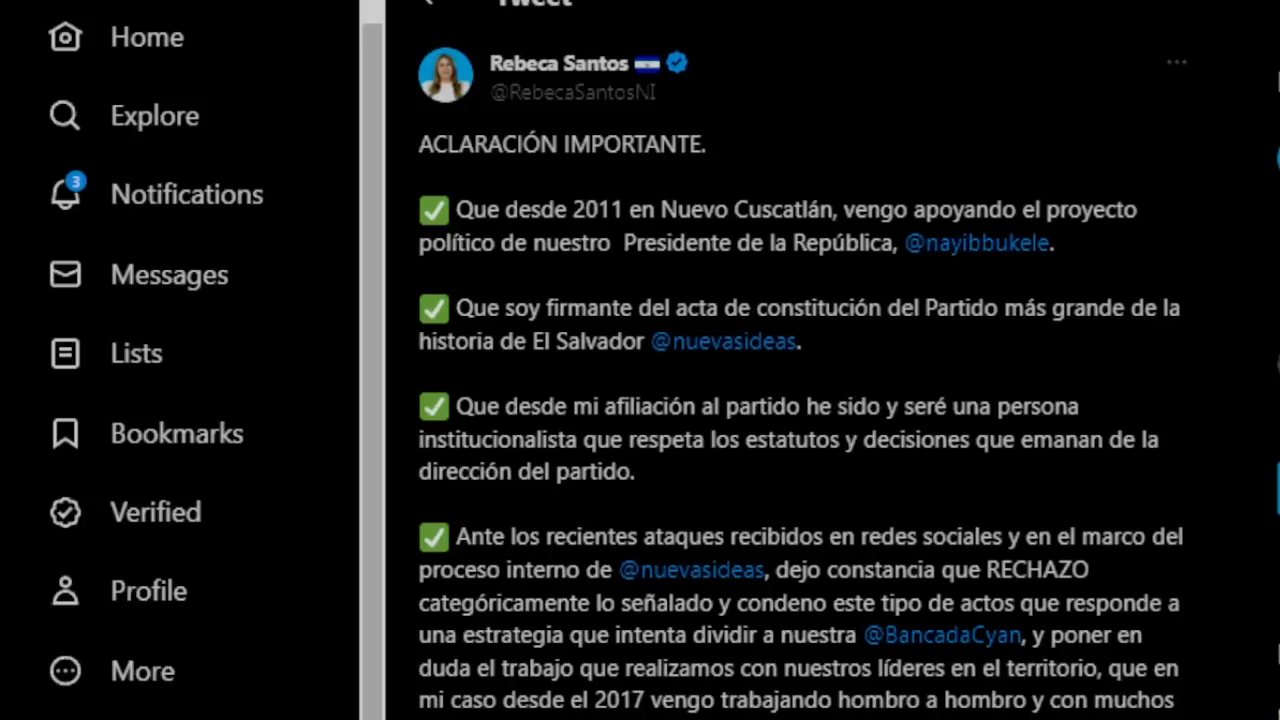 Home
Explore
3
Notifications
Messages
Lists
Bookmarks
Verified
Profile
More
Tweet
Rebeca Santos
@RebecaSantosNI
ACLARACIÓN IMPORTANTE.
Que desde 2011 en Nuevo Cuscatlán, vengo apoyando el proyecto
político de nuestro Presidente de la República, @nayibbukele.
Que soy firmante del acta de constitución del Partido más grande de la
historia de El Salvador @nuevasideas.
Que desde mi afiliación al partido he sido y seré una persona
institucionalista que respeta los estatutos y decisiones que emanan de la
dirección del partido.
Ante los recientes ataques recibidos en redes sociales y en el marco del
proceso interno de @nuevasideas, dejo constancia que RECHAZO
categóricamente lo señalado y condeno este tipo de actos que responde a
una estrategia que intenta dividir a nuestra @BancadaCyan, y poner en
duda el trabajo que realizamos con nuestros líderes en el territorio, que en
mi caso desde el 2017 vengo trabajando hombro a hombro y con muchos